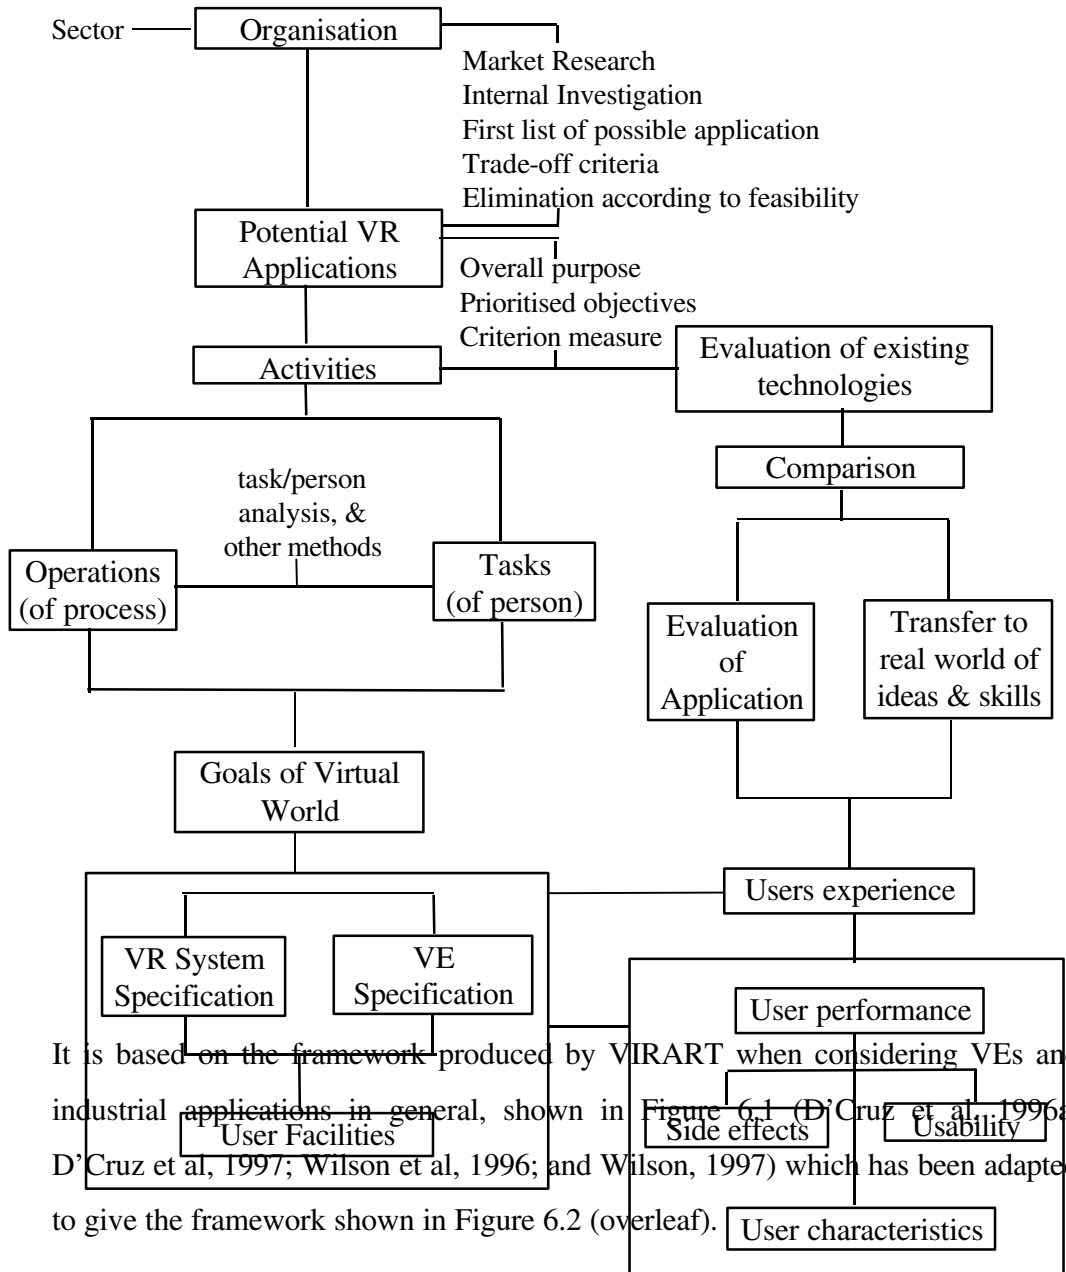 Sector
Organisation
Market Research
Internal Investigation
First list of possible application
Trade-off criteria
Elimination according to feasibility
Potential VR
Applications
Overall purpose
Prioritised objectives
Criterion measure
Activities
Evaluation of existing
technologies
Comparison
task/person
analysis, &
other methods
Operations
(of process)
Tasks
(of person)
Evaluation
of
Application
Transfer to
real world of
ideas & skills
Goals of Virtual
World
Users experience
VR System
Specification
VE
Specification
User Facilities
User performance
Side effects
Usability
User characteristics
It is based on the framework produced by VIRART when considering VEs an
industrial applications in general, shown in Figure 6.1 (D'Cruz et al, 1996a
D'Cruz et al, 1997; Wilson et al, 1996; and Wilson, 1997) which has been adapte
to give the framework shown in Figure 6.2 (overleaf).